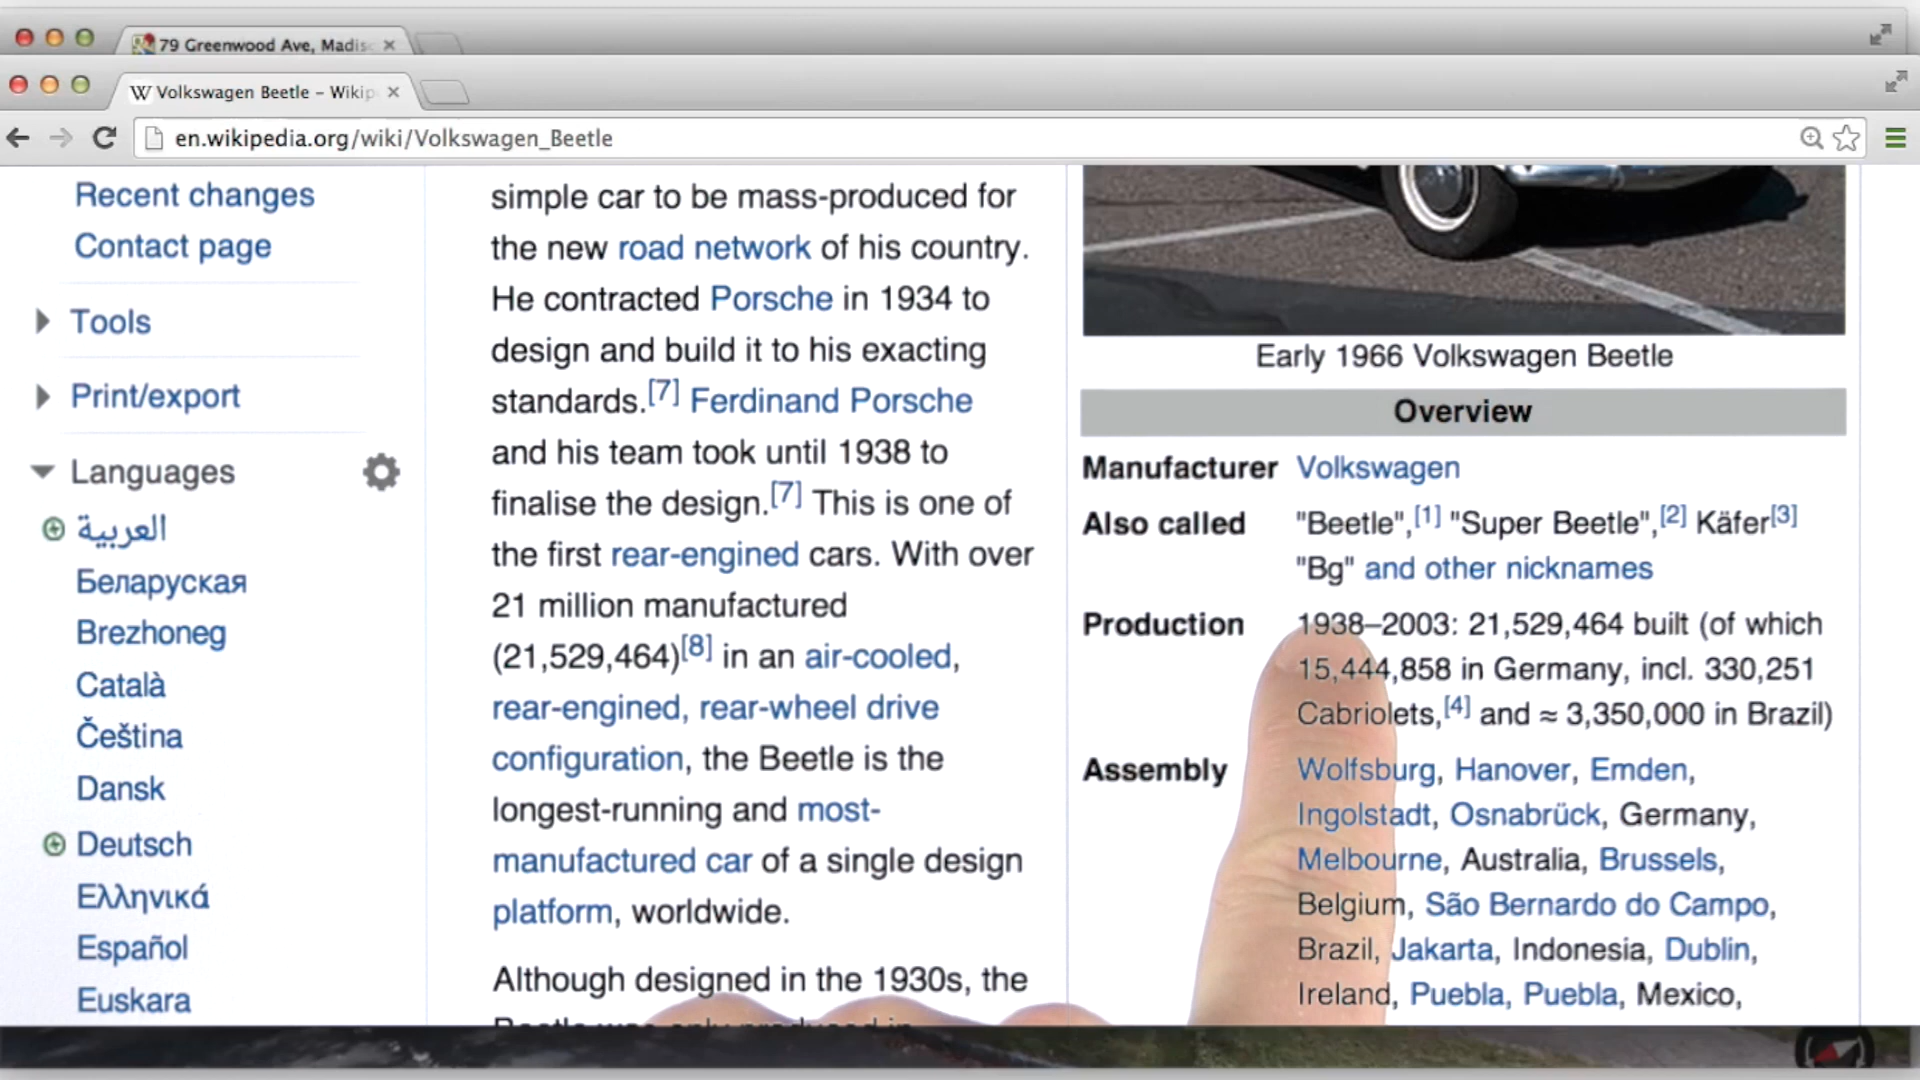 79 Greenwood Ave, Madis
Volkswagen Beetle – Wikip
en.wikipedia.org/wiki/Volkswagen_Beetle
Recent changes
Contact page
Tools
Print/export
Languages
العربية
Беларуская
Brezhoneg
Català
Čeština
Dansk
Deutsch
Ελληνικά
Español
Euskara
simple car to be mass-produced for
the new road network of his country.
He contracted Porsche in 1934 to
design and build it to his exacting
standards.[7] Ferdinand Porsche
and his team took until 1938 to
finalise the design.[7] This is one of
the first rear-engined cars. With over
21 million manufactured
(21,529,464)[8] in an air-cooled,
rear-engined, rear-wheel drive
configuration, the Beetle is the
longest-running and most-
manufactured car of a single design
platform, worldwide.
Although designed in the 1930s, the
Beetle was only produced in
Early 1966 Volkswagen Beetle
Overview
Manufacturer Volkswagen
Also called "Beetle",[1] "Super Beetle",[2] Käfer[3]
"Bg" and other nicknames
Production 1938–2003: 21,529,464 built (of which
15,444,858 in Germany, incl. 330,251
Cabriolets,[4] and ≈ 3,350,000 in Brazil)
Assembly Wolfsburg, Hanover, Emden,
Ingolstadt, Osnabrück, Germany,
Melbourne, Australia, Brussels,
Belgium, São Bernardo do Campo,
Brazil, Jakarta, Indonesia, Dublin,
Ireland, Puebla, Puebla, Mexico,